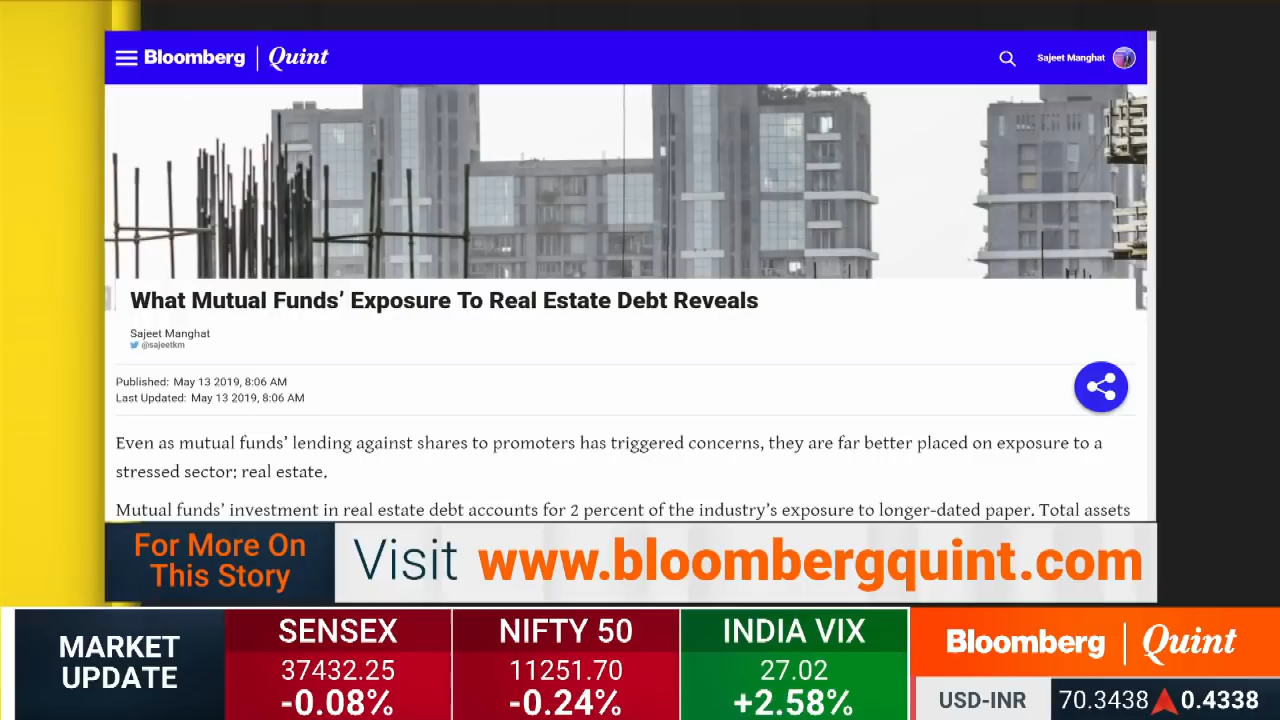 Bloomberg | Quint
Sajeet Manghat
What Mutual Funds’ Exposure To Real Estate Debt Reveals
Sajeet Manghat
@sajeetkm
Published: May 13 2019, 8:06 AM
Last Updated: May 13 2019, 8:06 AM
Even as mutual funds’ lending against shares to promoters has triggered concerns, they are far better placed on exposure to a
stressed sector: real estate.
Mutual funds’ investment in real estate debt accounts for 2 percent of the industry’s exposure to longer-dated paper. Total assets
For More On
This Story
Visit www.bloombergquint.com
MARKET
UPDATE
SENSEX
37432.25
-0.08%
NIFTY 50
11251.70
-0.24%
INDIA VIX
27.02
+2.58%
Bloomberg | Quint
USD-INR 70.3438 0.4338